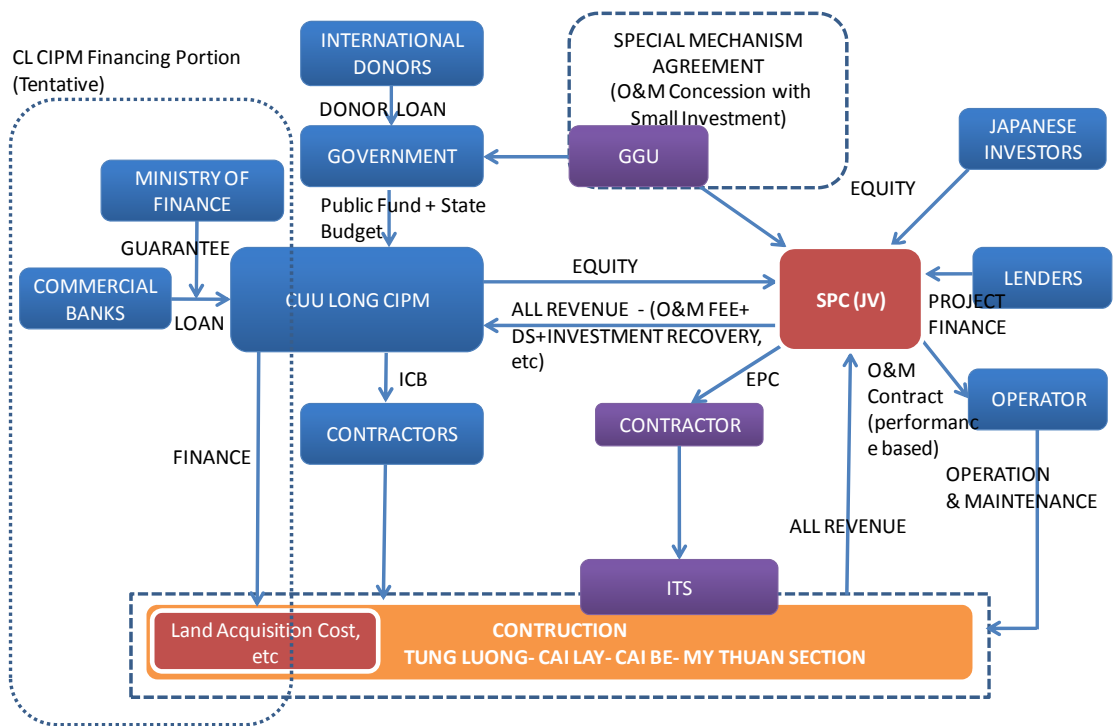 CL CIPM Financing Portion
(Tentative)
INTERNATIONAL
DONORS
SPECIAL MECHANISM
AGREEMENT
(O&M Concession with
Small Investment)
DONOR LOAN
GOVERNMENT
GGU
JAPANESE
INVESTORS
MINISTRY OF
FINANCE
EQUITY
Public Fund + State
Budget
GUARANTEE
COMMERCIAL
BANKS
LOAN
CUU LONG CIPM
EQUITY
SPC (JV)
LENDERS
PROJECT
FINANCE
ALL REVENUE - (O&M FEE+
DS+INVESTMENT RECOVERY,
etc)
ICB
EPC
O&M
Contract
(performanc
e based)
OPERATOR
CONTRACTORS
CONTRACTOR
FINANCE
OPERATION
& MAINTENANCE
ALL REVENUE
ITS
Land Acquisition Cost,
etc
CONTRUCTION
TUNG LUONG- CAI LAY- CAI BE- MY THUAN SECTION